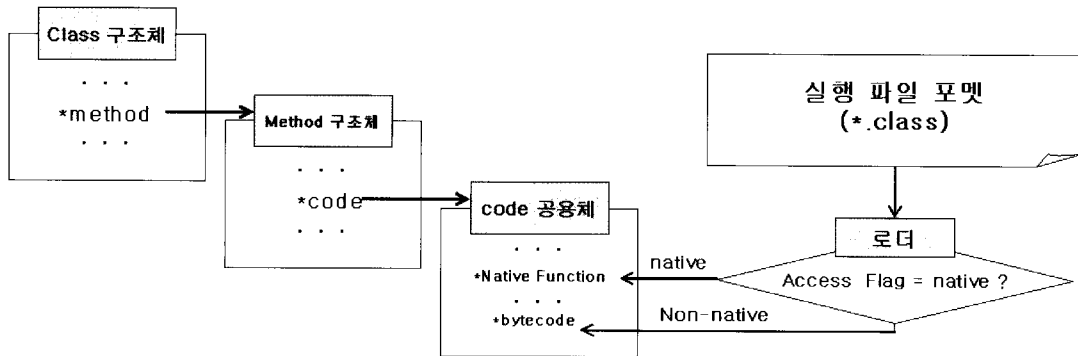 Class 구조체
. . .
*method
. . .
Method 구조체
. . .
*code
. . .
code 공용체
. . .
*Native Function
. . .
*bytecode
실행 파일 포멧
(*.class)
로더
Access Flag = native ?
native
Non-native